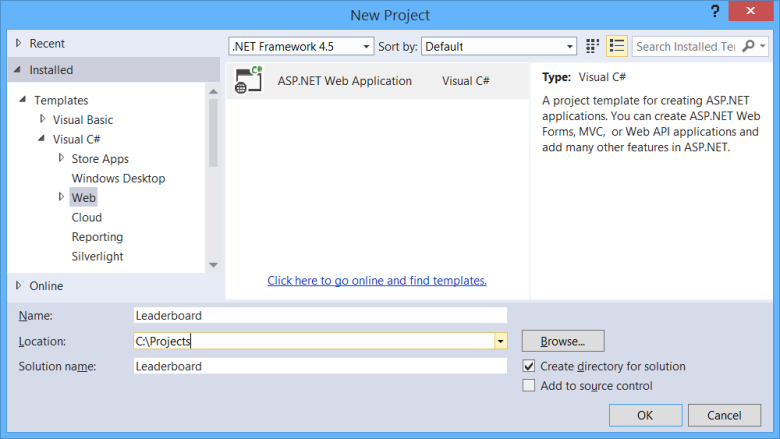 New Project
?
Recent
.NET Framework 4.5
Sort by:
Default
Search Installed Te
Installed
Templates
Visual Basic
Visual C#
Store Apps
Windows Desktop
Web
Cloud
Reporting
Silverlight
Online
C#
ASP.NET Web Application
Visual C#
Click here to go online and find templates.
Type: Visual C#
A project template for creating ASP.NET
applications. You can create ASP.NET Web
Forms, MVC, or Web API applications and
add many other features in ASP.NET.
Name:
Leaderboard
Location:
C:\Projects
Browse...
Solution name:
Leaderboard
Create directory for solution
Add to source control
OK
Cancel